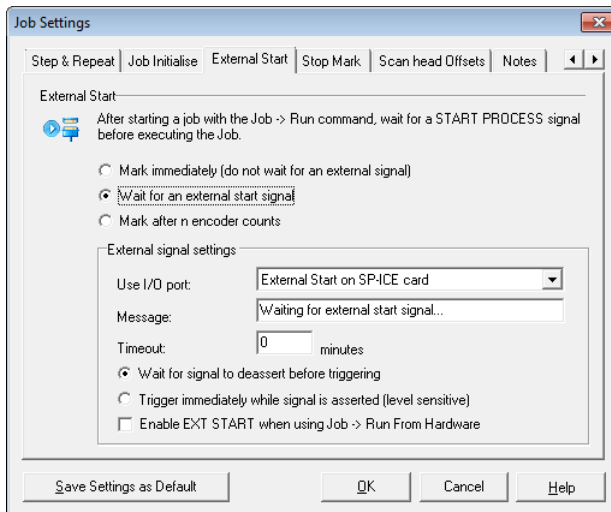 Job Settings
Step & Repeat Job Initialise External Start Stop Mark Scan head Offsets Notes
External Start
After starting a job with the Job -> Run command, wait for a START PROCESS signal
before executing the Job.
Mark immediately (do not wait for an external signal)
Wait for an external start signal
Mark after n encoder counts
External signal settings
Use I/O port: External Start on SP-ICE card
Message: Waiting for external start signal...
Timeout: 0 minutes
Wait for signal to deassert before triggering
Trigger immediately while signal is asserted (level sensitive)
Enable EXT START when using Job -> Run From Hardware
Save Settings as Default OK Cancel Help